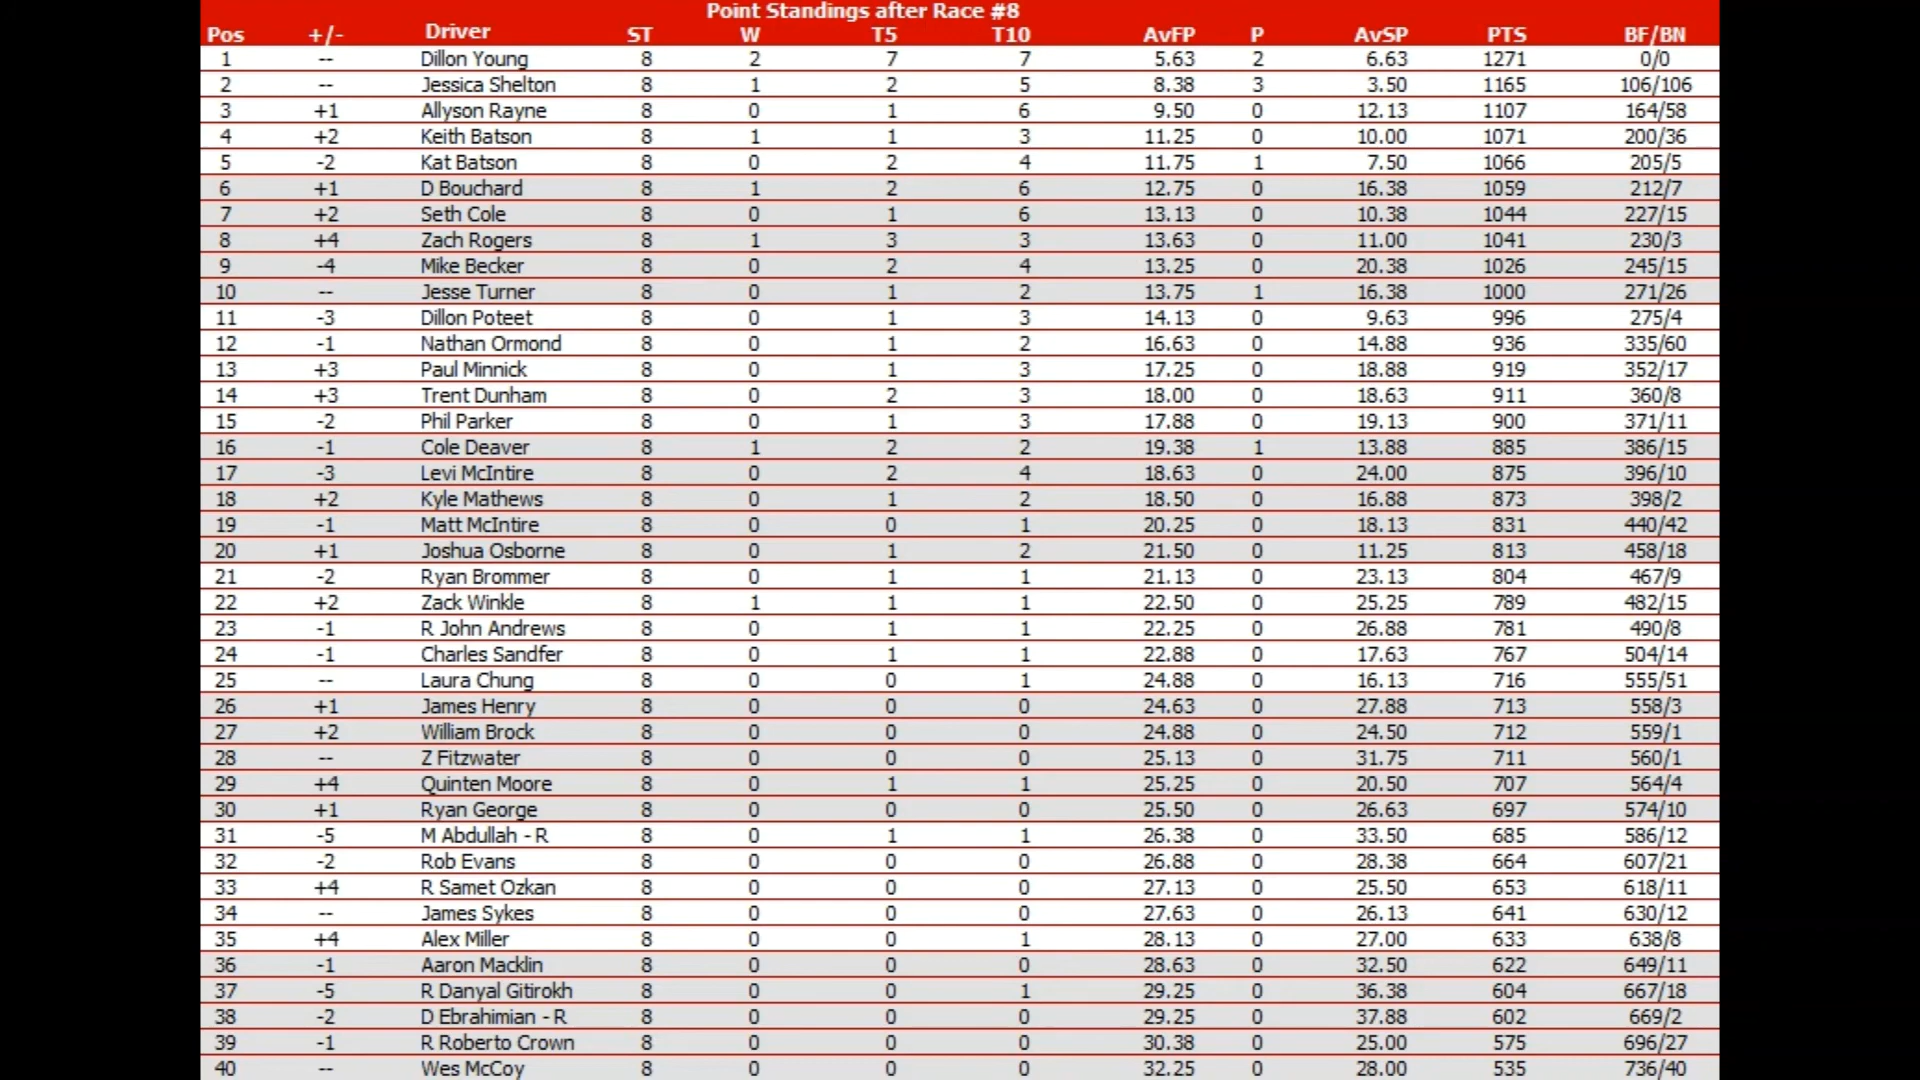 Point Standings after Race #8
Pos +/- Driver ST W T5 T10 AvFP P AvSP PTS BF/BN
1 -- Dillon Young 8 2 7 7 5.63 2 6.63 1271 0/0
2 -- Jessica Shelton 8 1 2 5 8.38 3 3.50 1165 106/106
3 +1 Allyson Rayne 8 0 1 6 9.50 0 12.13 1107 164/58
4 +2 Keith Batson 8 1 1 3 11.25 0 10.00 1071 200/36
5 -2 Kat Batson 8 0 2 4 11.75 1 7.50 1066 205/5
6 +1 D Bouchard 8 1 2 6 12.75 0 16.38 1059 212/7
7 +2 Seth Cole 8 0 1 6 13.13 0 10.38 1044 227/15
8 +4 Zach Rogers 8 1 3 3 13.63 0 11.00 1041 230/3
9 -4 Mike Becker 8 0 2 4 13.25 0 20.38 1026 245/15
10 -- Jesse Turner 8 0 1 2 13.75 1 16.38 1000 271/26
11 -3 Dillon Poteet 8 0 1 3 14.13 0 9.63 996 275/4
12 -1 Nathan Ormond 8 0 1 2 16.63 0 14.88 936 335/60
13 +3 Paul Minnick 8 0 1 3 17.25 0 18.88 919 352/17
14 +3 Trent Dunham 8 0 2 3 18.00 0 18.63 911 360/8
15 -2 Phil Parker 8 0 1 3 17.88 0 19.13 900 371/11
16 -1 Cole Deaver 8 1 2 2 19.38 1 13.88 885 386/15
17 -3 Levi McIntire 8 0 2 4 18.63 0 24.00 875 396/10
18 +2 Kyle Mathews 8 0 1 2 18.50 0 16.88 873 398/2
19 -1 Matt McIntire 8 0 0 1 20.25 0 18.13 831 440/42
20 +1 Joshua Osborne 8 0 1 2 21.50 0 11.25 813 458/18
21 -2 Ryan Brommer 8 0 1 1 21.13 0 23.13 804 467/9
22 +2 Zack Winkle 8 1 1 1 22.50 0 25.25 789 482/15
23 -1 R John Andrews 8 0 1 1 22.25 0 26.88 781 490/8
24 -1 Charles Sandfer 8 0 1 1 22.88 0 17.63 767 504/14
25 -- Laura Chung 8 0 0 1 24.88 0 16.13 716 555/51
26 +1 James Henry 8 0 0 0 24.63 0 27.88 713 558/3
27 +2 William Brock 8 0 0 0 24.88 0 24.50 712 559/1
28 -- Z Fitzwater 8 0 0 0 25.13 0 31.75 711 560/1
29 +4 Quinten Moore 8 0 1 1 25.25 0 20.50 707 564/4
30 +1 Ryan George 8 0 0 0 25.50 0 26.63 697 574/10
31 -5 M Abdullah - R 8 0 1 1 26.38 0 33.50 685 586/12
32 -2 Rob Evans 8 0 0 0 26.88 0 28.38 664 607/21
33 +4 R Samet Ozkan 8 0 0 0 27.13 0 25.50 653 618/11
34 -- James Sykes 8 0 0 0 27.63 0 26.13 641 630/12
35 +4 Alex Miller 8 0 0 1 28.13 0 27.00 633 638/8
36 -1 Aaron Macklin 8 0 0 0 28.63 0 32.50 622 649/11
37 -5 R Danyal Gitirokh 8 0 0 1 29.25 0 36.38 604 667/18
38 -2 D Ebrahimian - R 8 0 0 0 29.25 0 37.88 602 669/2
39 -1 R Roberto Crown 8 0 0 0 30.38 0 25.00 575 696/27
40 -- Wes McCoy 8 0 0 0 32.25 0 28.00 535 736/40